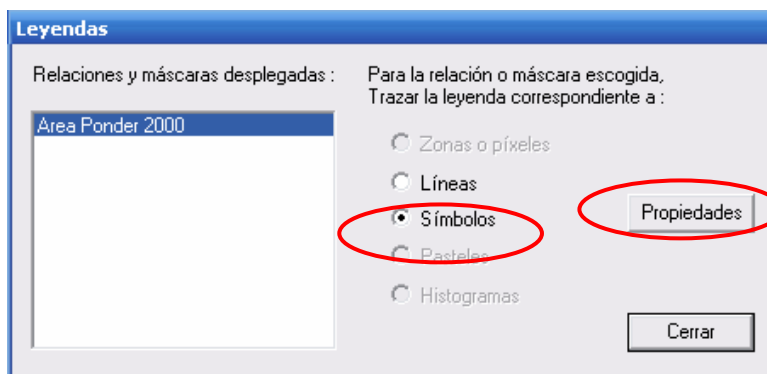 Leyendas
Relaciones y máscaras desplegadas :
Area Ponder 2000
Para la relación o máscara escogida,
Trazar la leyenda correspondiente a :
Zonas o píxeles
Líneas
Símbolos
Pasteles
Histogramas
Propiedades
Cerrar